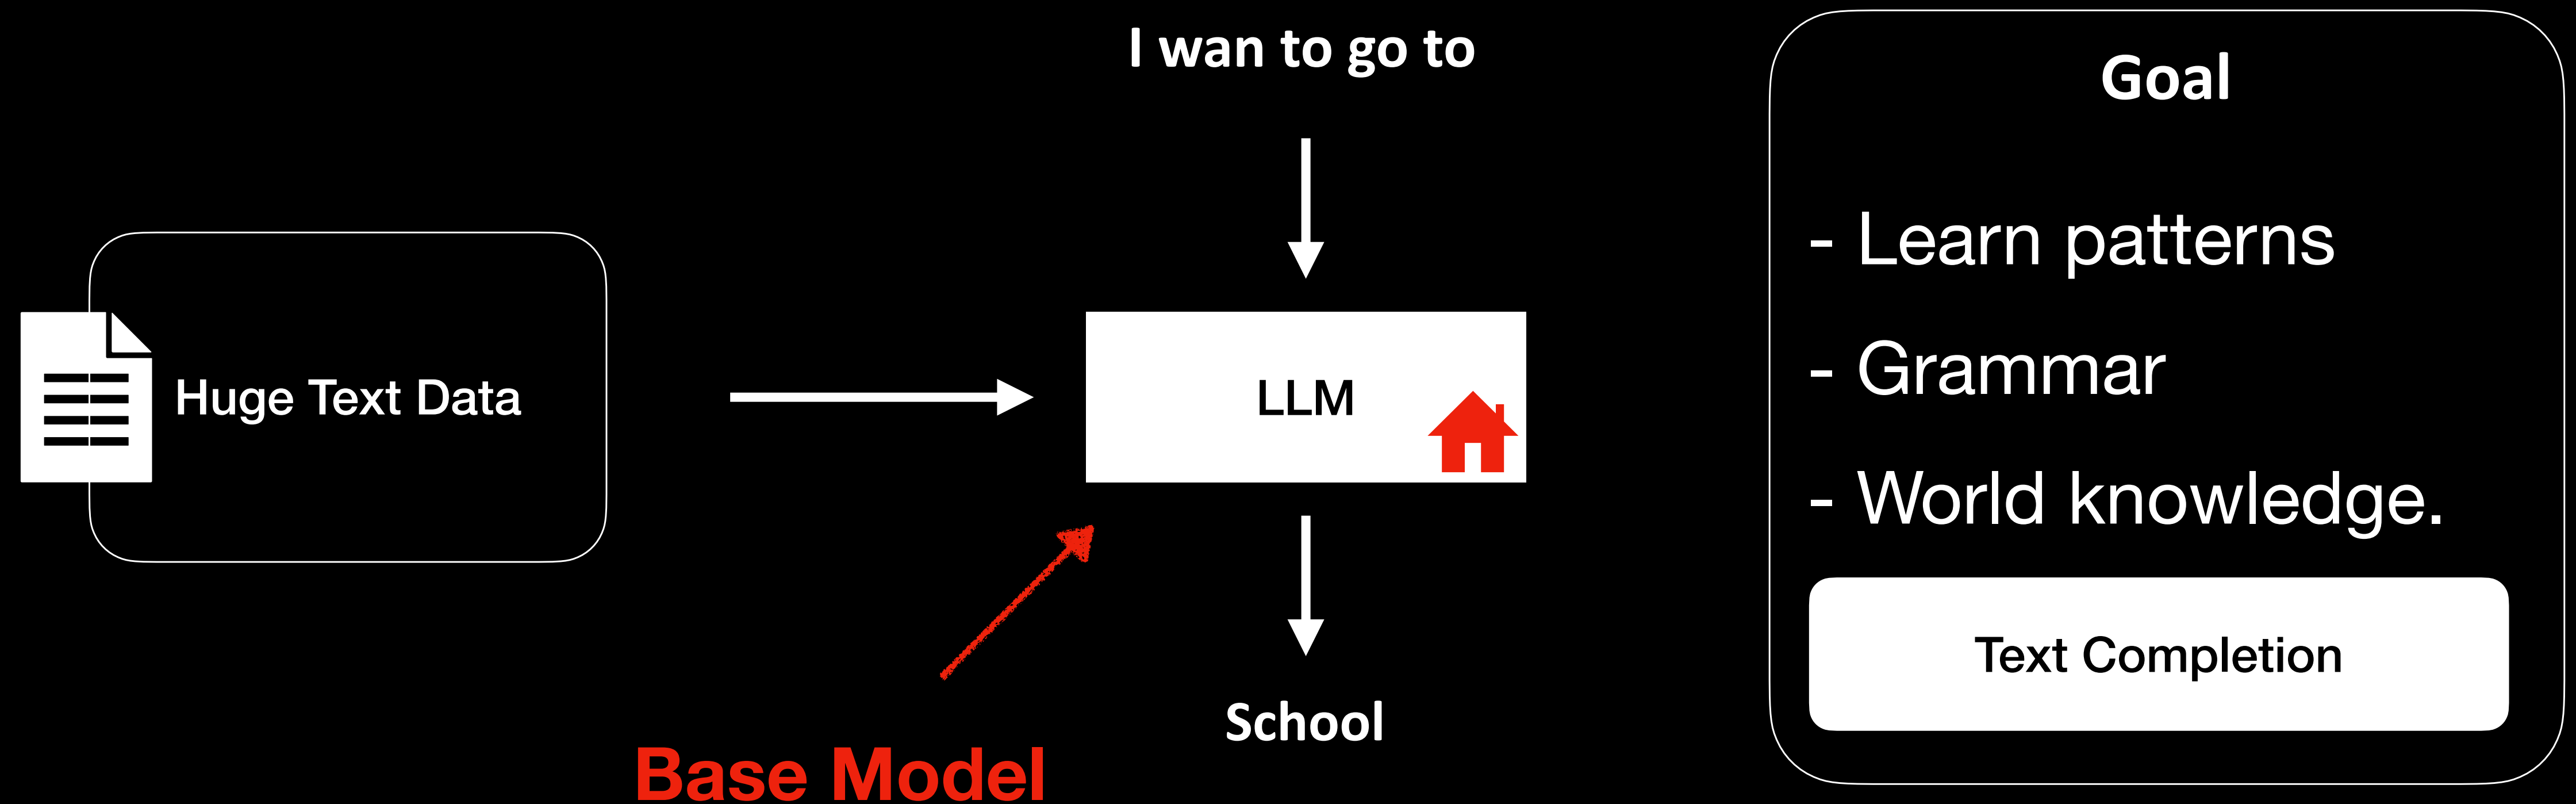 I wan to go to
Huge Text Data
LLM
School
Base Model
Goal
- Learn patterns
- Grammar
- World knowledge.
Text Completion